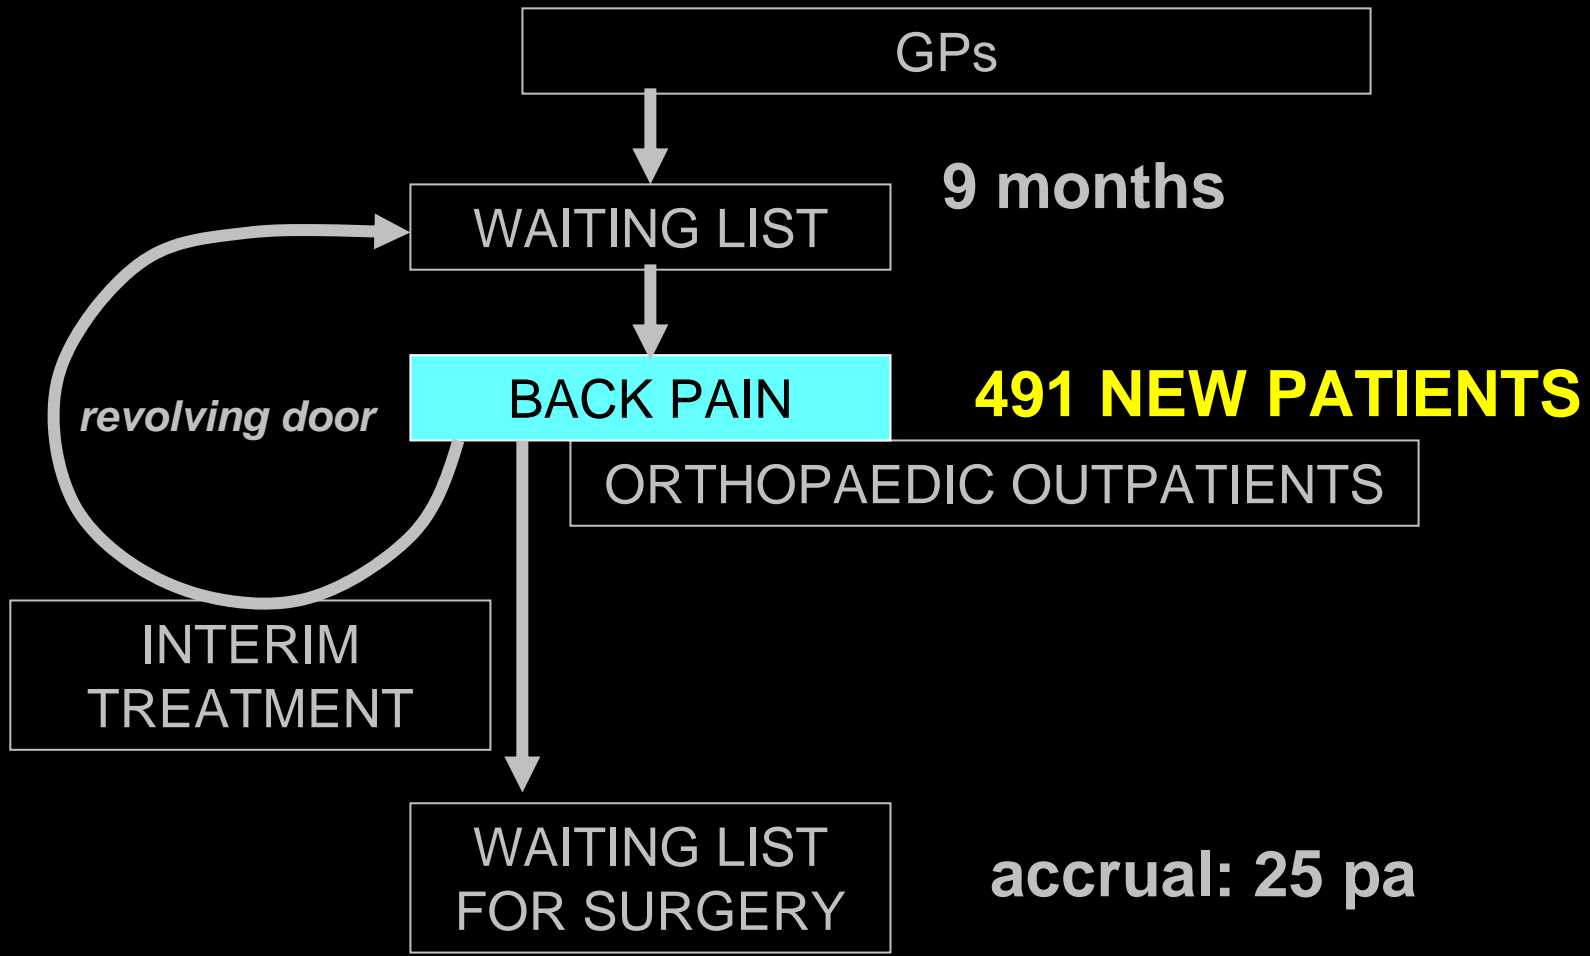 GPs
9 months
WAITING LIST
BACK PAIN
491 NEW PATIENTS
revolving door
ORTHOPAEDIC OUTPATIENTS
INTERIM
TREATMENT
WAITING LIST
FOR SURGERY
accrual: 25 pa